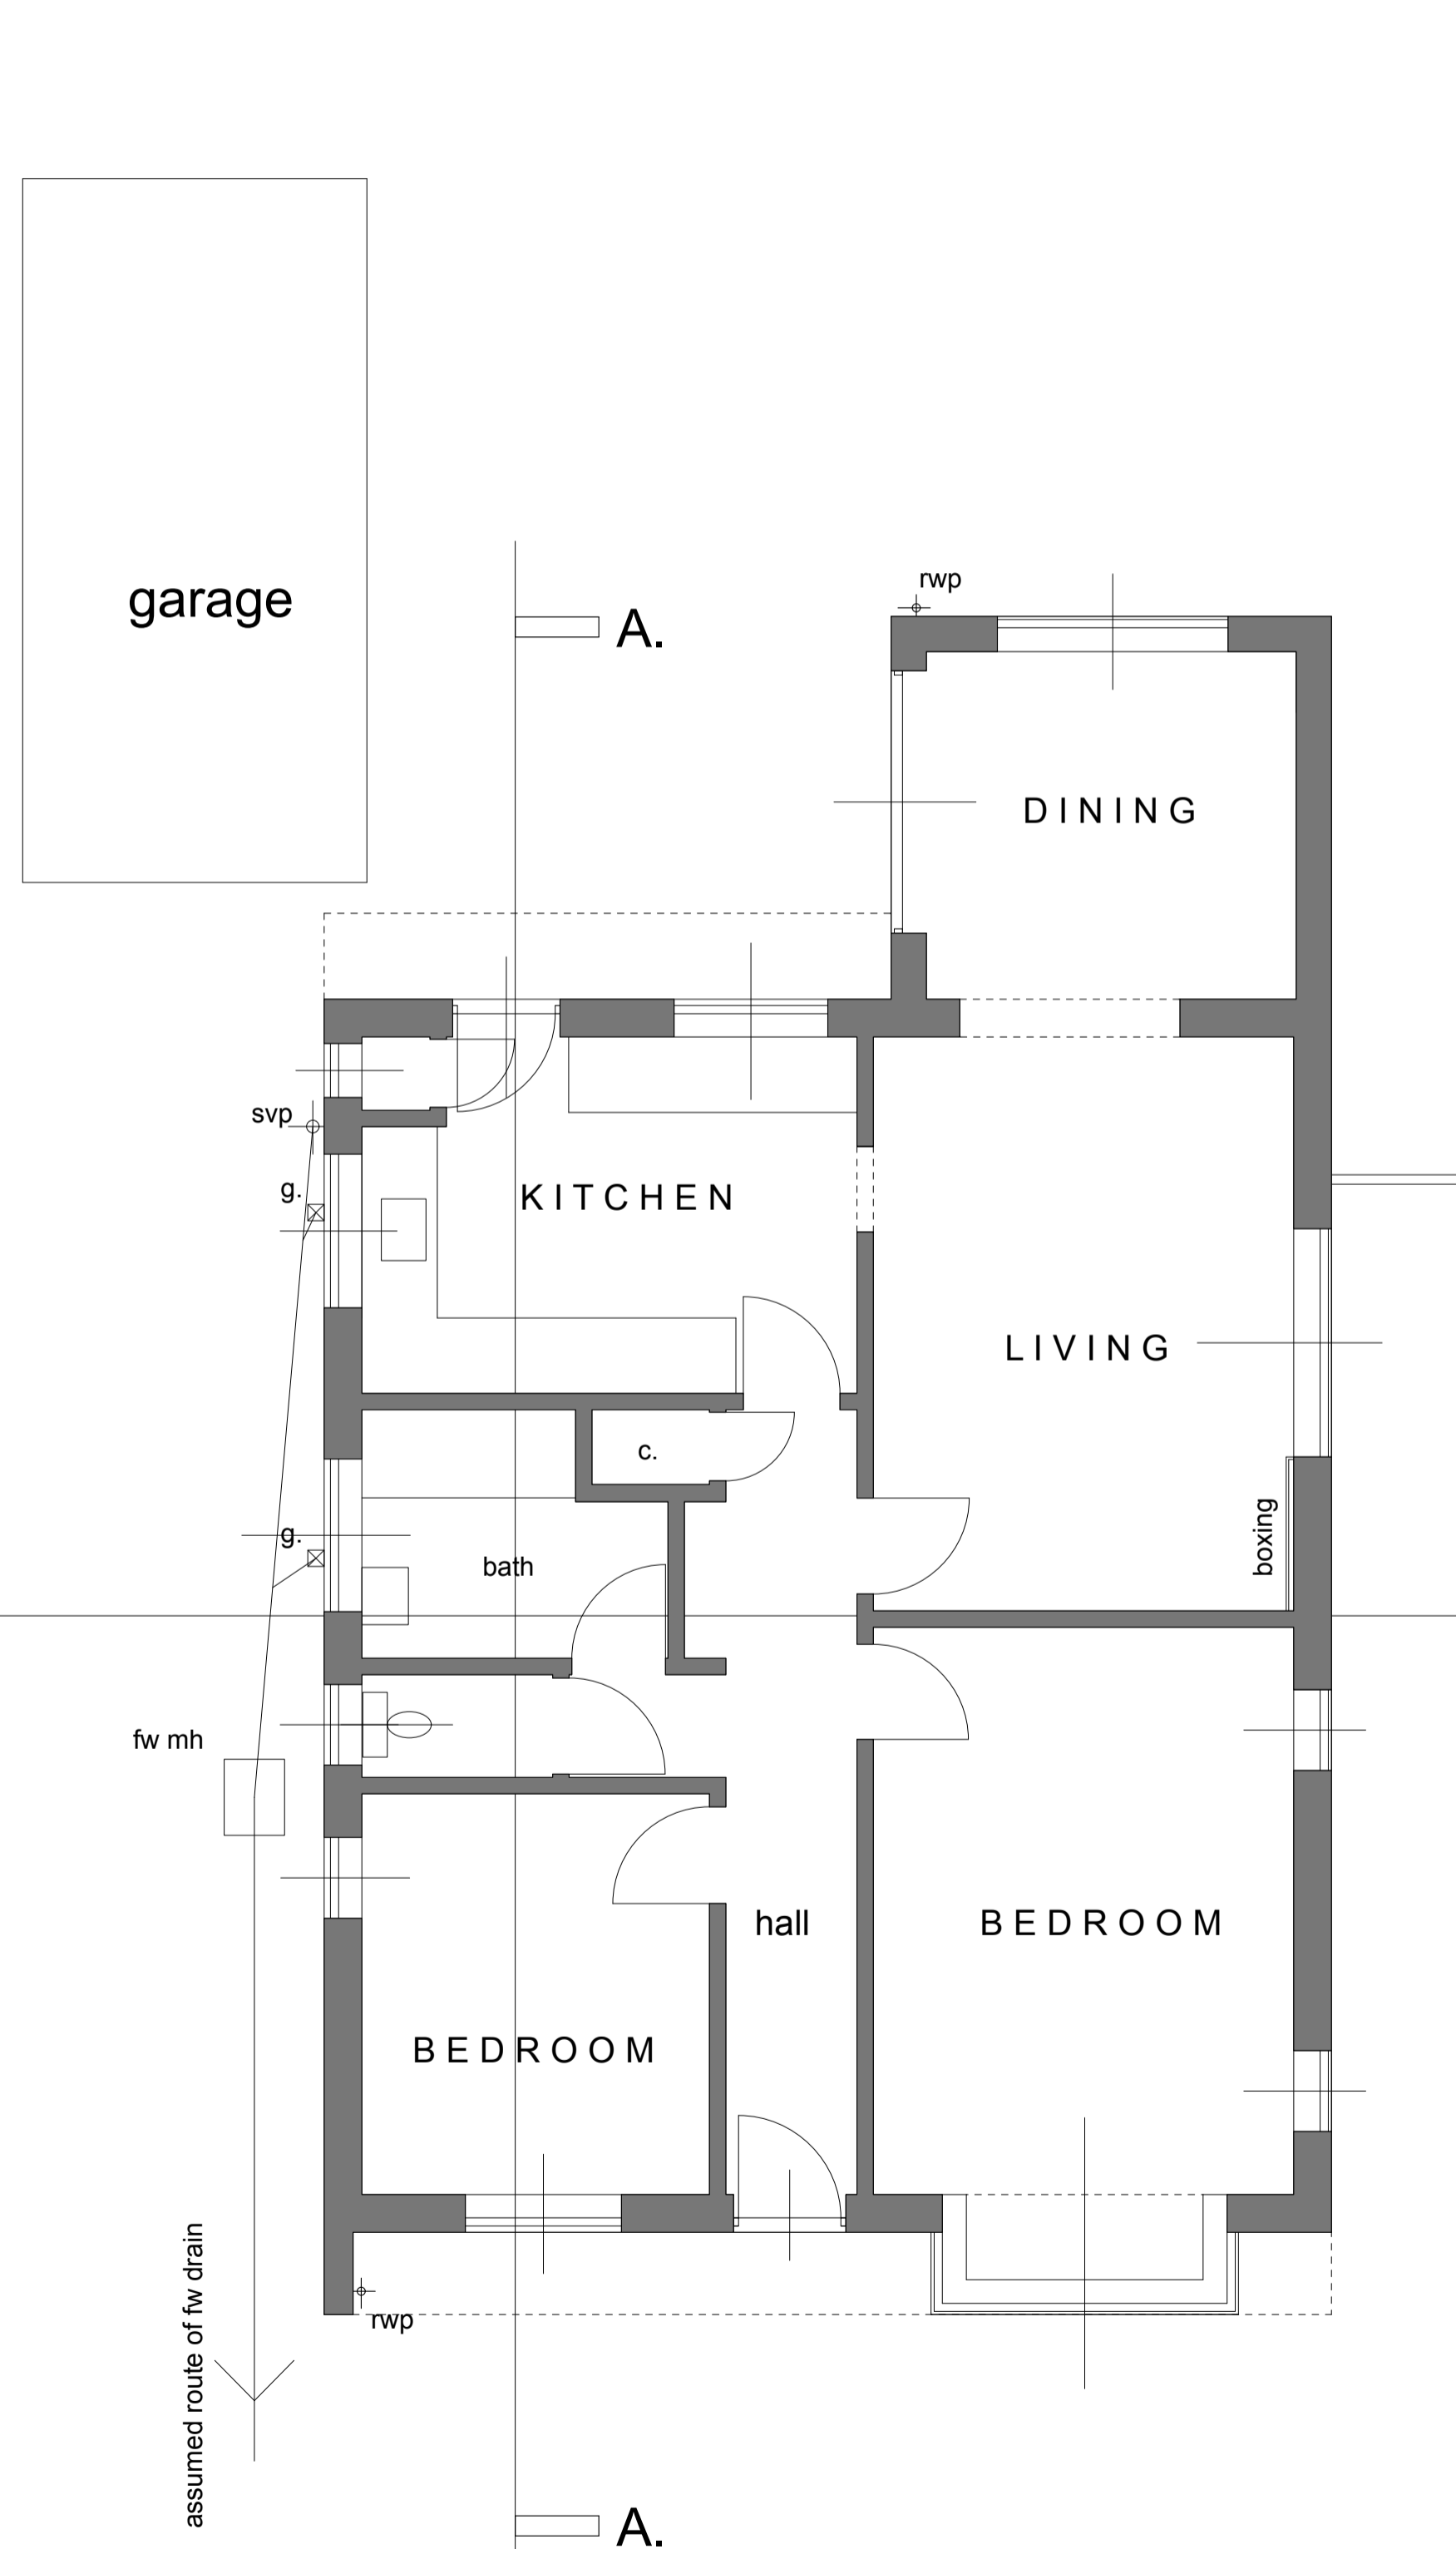 rwp
garage
A.
DINING
svp
g.
KITCHEN
LIVING
c.
boxing
g.
bath
fw mh
hall
BEDROOM
BEDROOM
assumed route of fw drain
rwp
A.